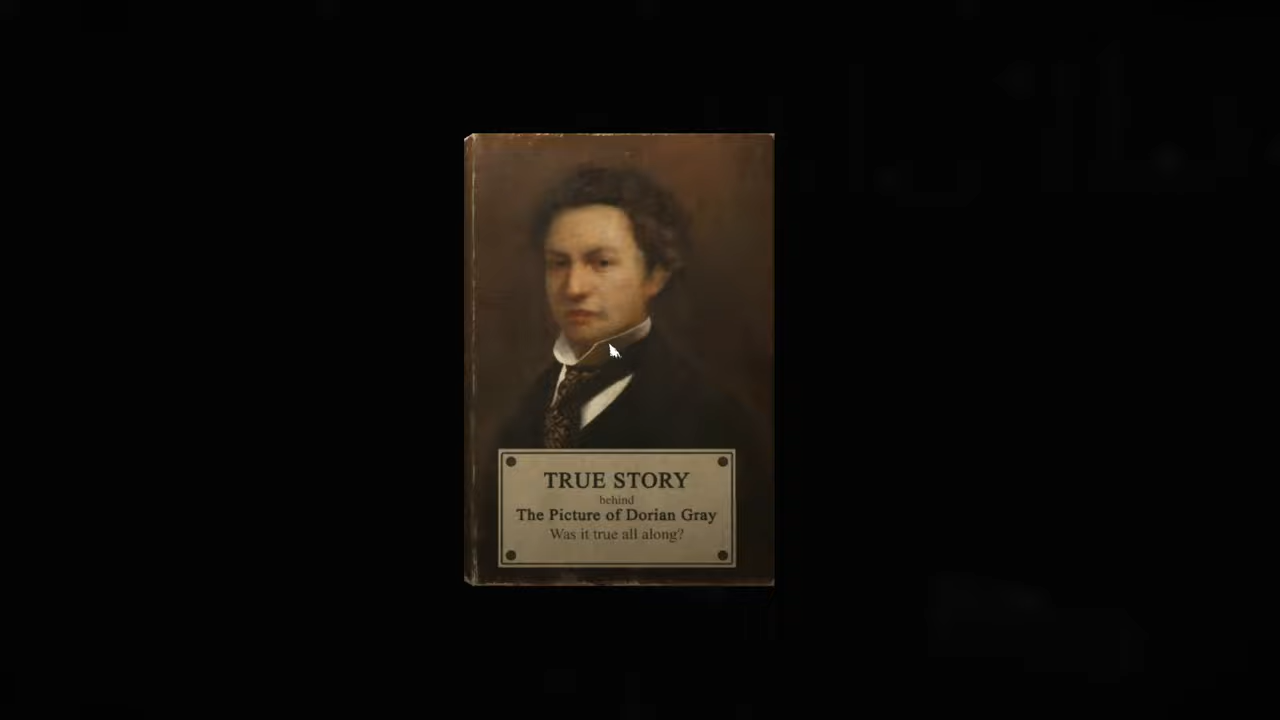 TRUE STORY
behind
The Picture of Dorian Gray
Was it true all along?